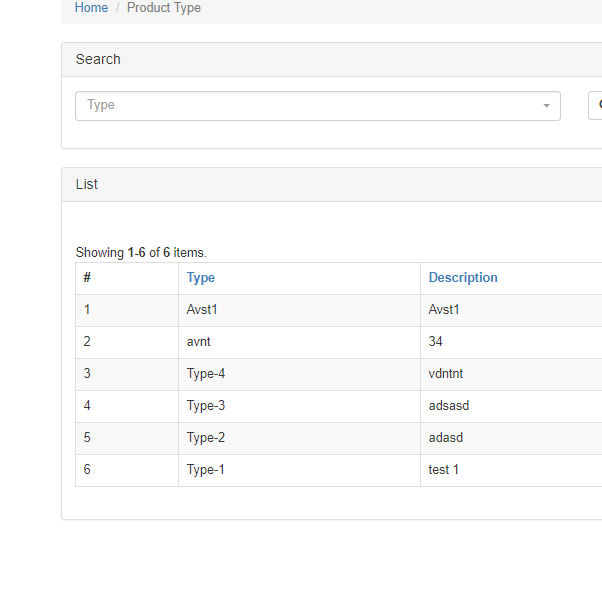 Home / Product Type
Search
Type
List
Showing 1-6 of 6 items.
# Type Description
1 Avst1 Avst1
2 avnt 34
3 Type-4 vdntnt
4 Type-3 adsasd
5 Type-2 adasd
6 Type-1 test 1